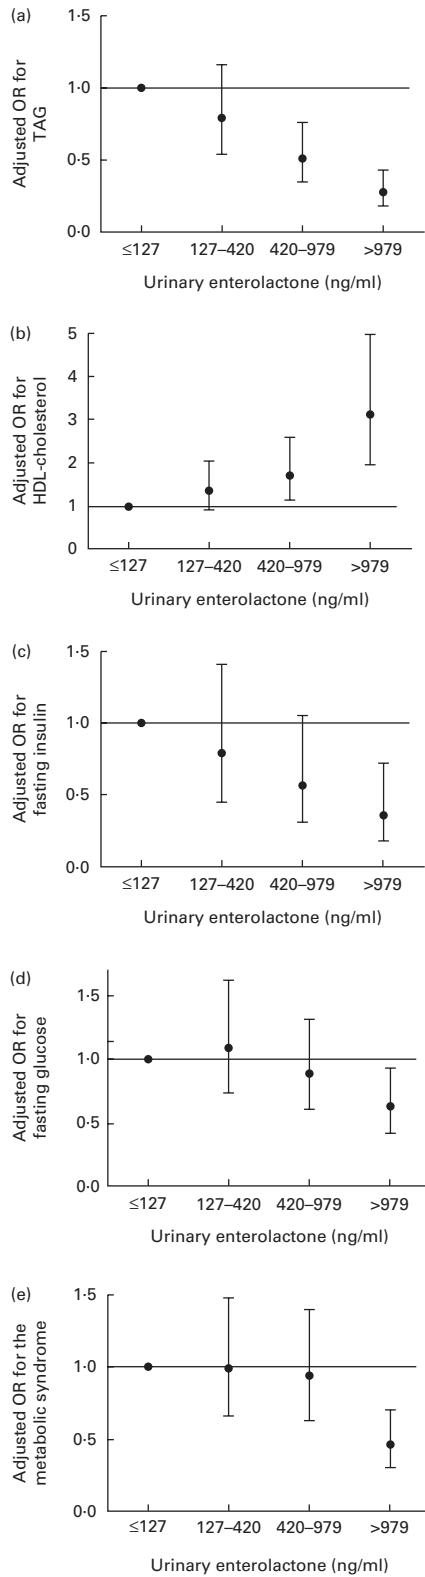 (a)
Adjusted OR for
TAG
1·5
1·0
0·5
0·0
≤127 127–420 420–979 >979
Urinary enterolactone (ng/ml)
(b)
Adjusted OR for
HDL-cholesterol
5
4
3
2
1
0
≤127 127–420 420–979 >979
Urinary enterolactone (ng/ml)
(c)
Adjusted OR for
fasting insulin
1·5
1·0
0·5
0·0
≤127 127–420 420–979 >979
Urinary enterolactone (ng/ml)
(d)
Adjusted OR for
fasting glucose
1·5
1·0
0·5
0·0
≤127 127–420 420–979 >979
Urinary enterolactone (ng/ml)
(e)
Adjusted OR for the
metabolic syndrome
1·5
1·0
0·5
0·0
≤127 127–420 420–979 >979
Urinary enterolactone (ng/ml)